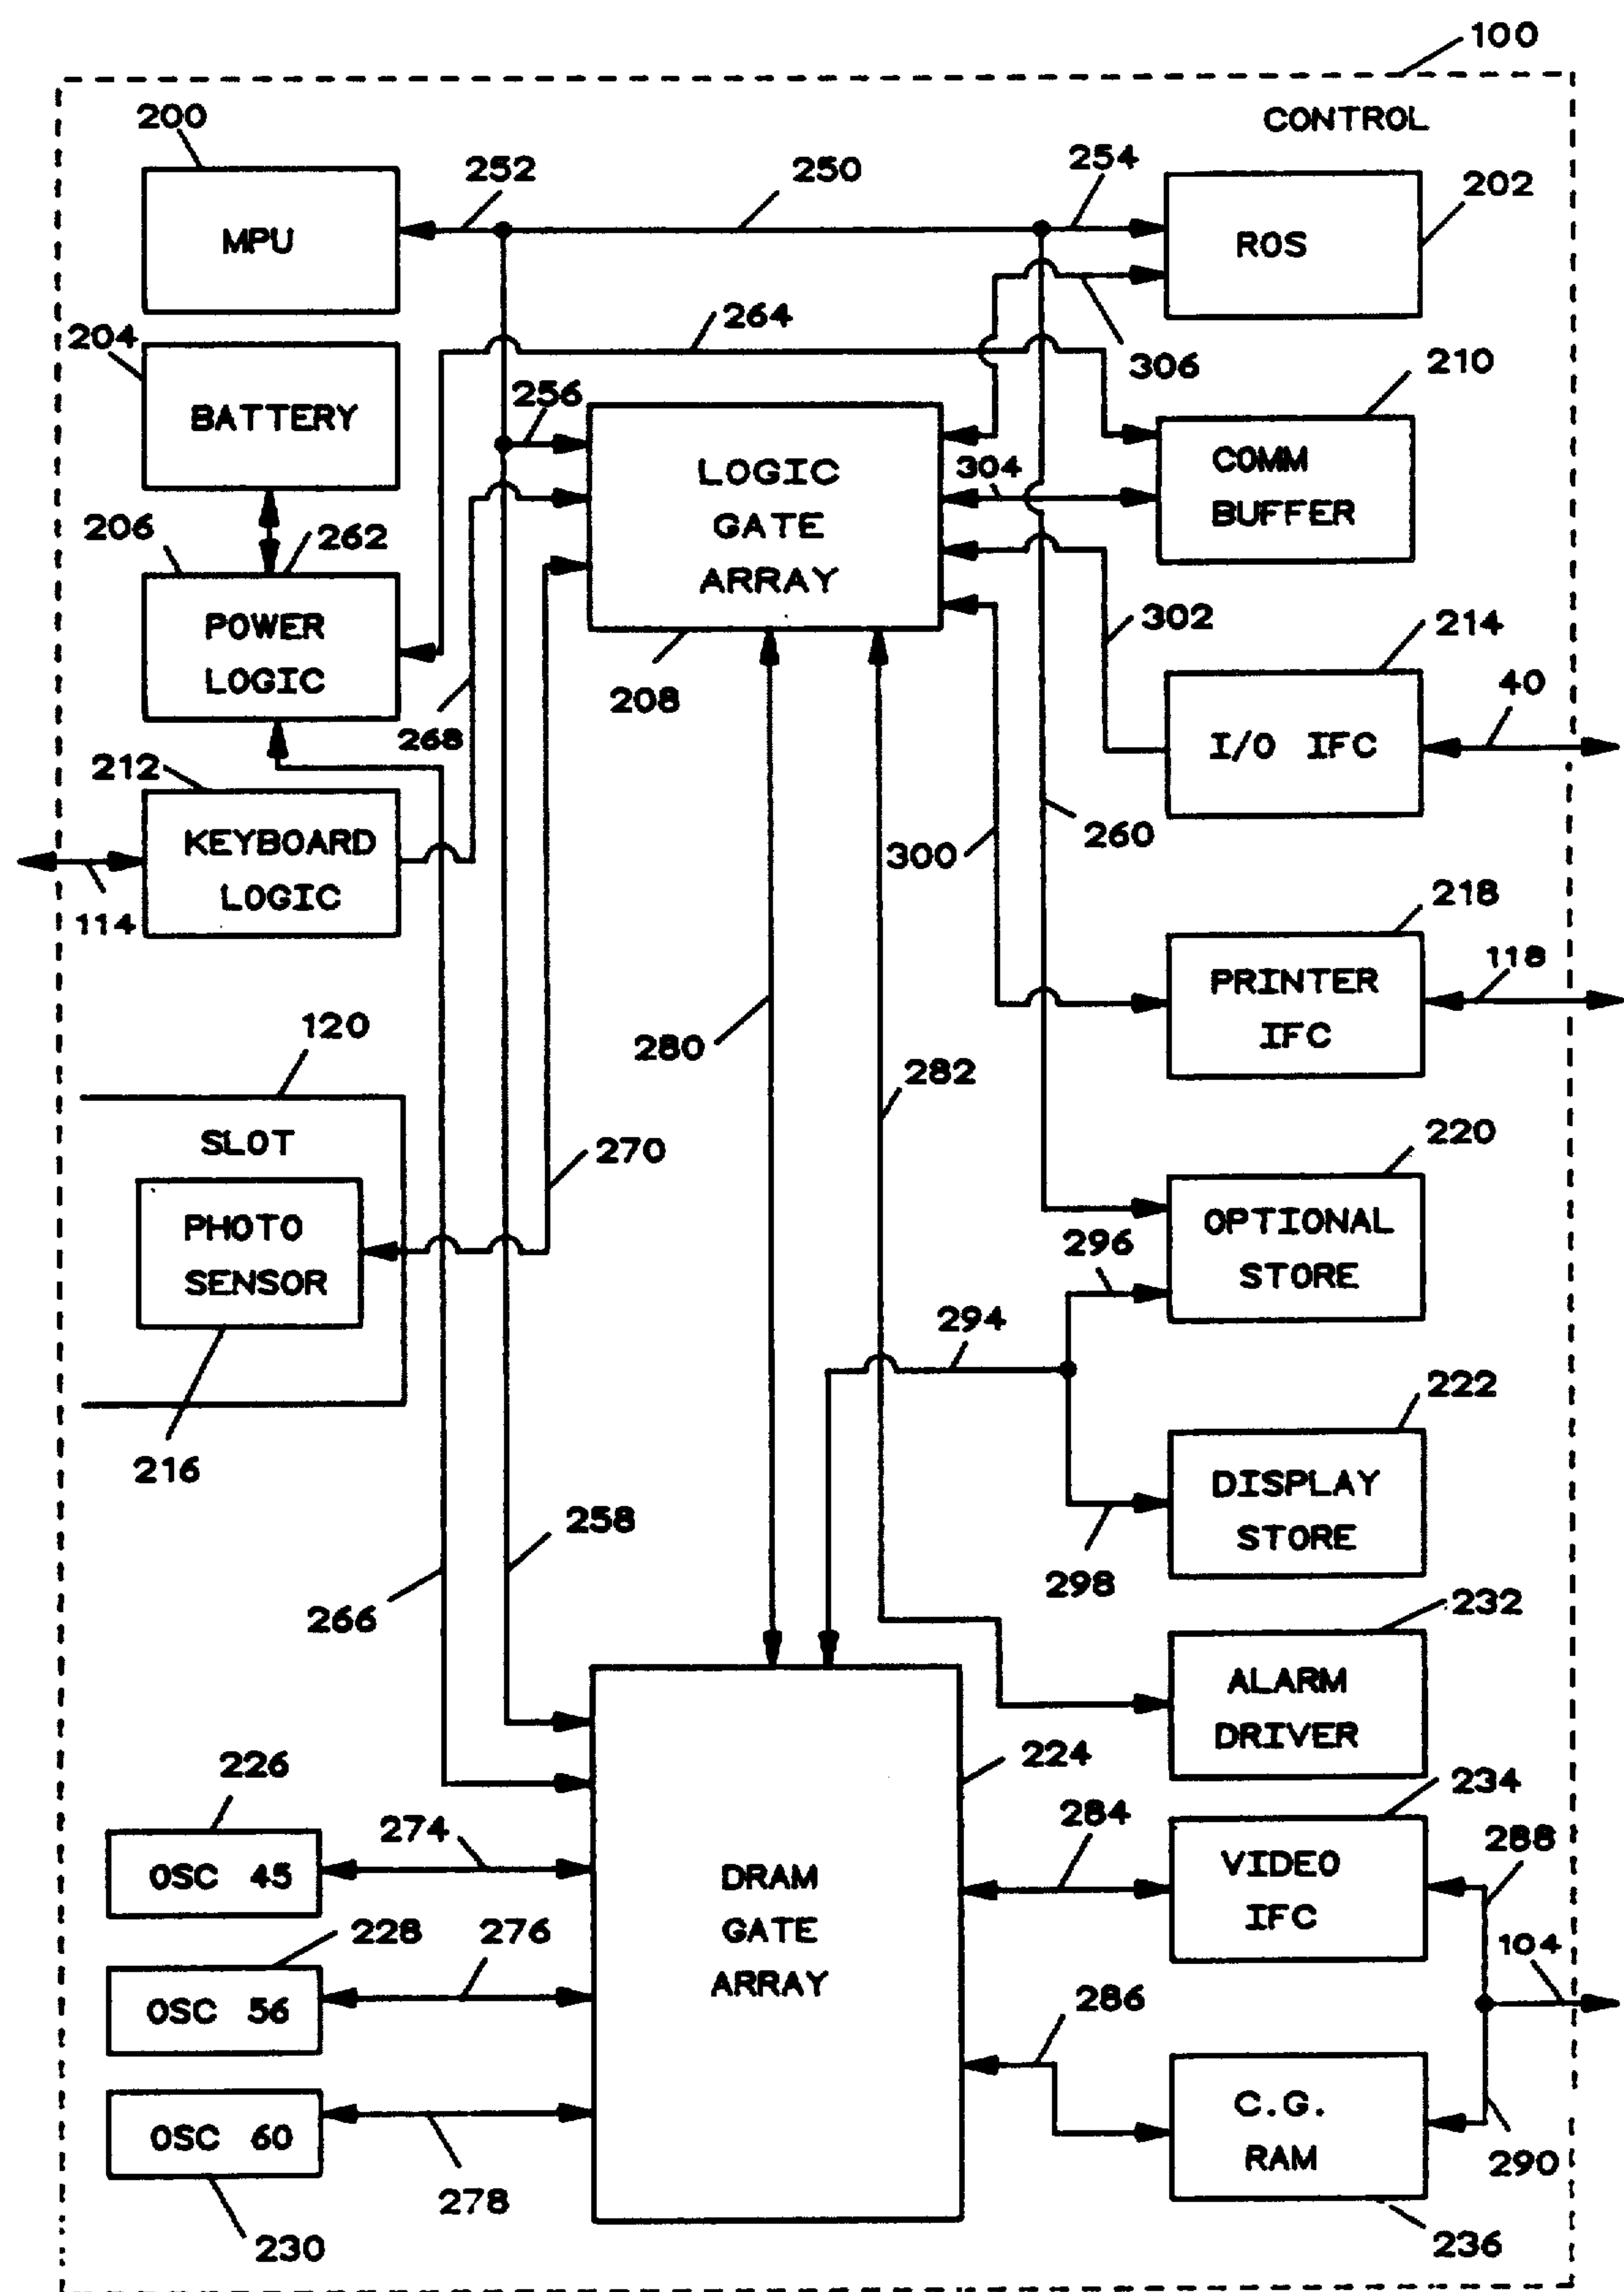 100
CONTROL
200
252
250
254
202
MPU
ROS
204
264
306
210
BATTERY
256
LOGIC
GATE
ARRAY
304
COMM
BUFFER
206
262
POWER
LOGIC
208
302
214
40
268
I/O IFC
212
KEYBOARD
LOGIC
114
300
260
218
118
PRINTER
IFC
120
280
282
SLOT
270
220
PHOTO
SENSOR
296
OPTIONAL
STORE
294
216
222
258
DISPLAY
STORE
298
266
232
ALARM
DRIVER
226
274
224
234
284
288
OSC 45
DRAM
GATE
ARRAY
VIDEO
IFC
228
276
104
OSC 56
286
OSC 60
C.G.
RAM
278
290
230
236